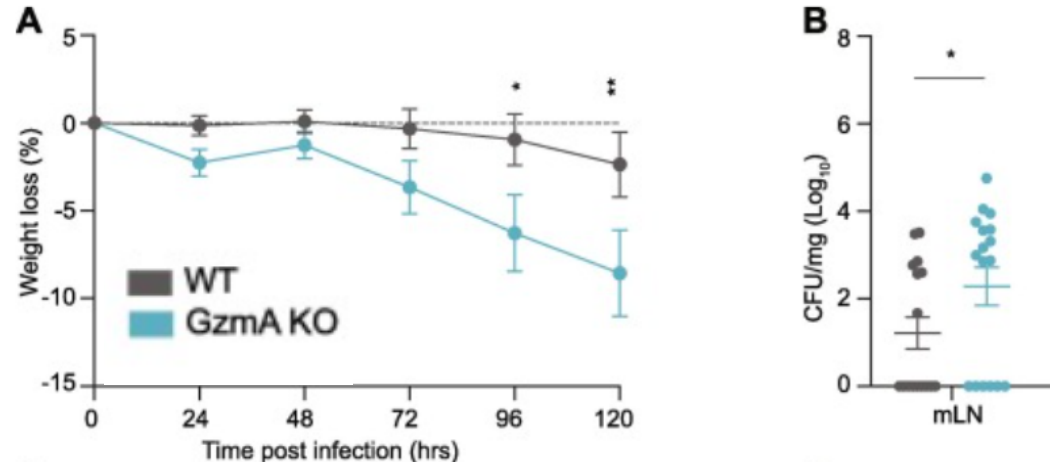 A
5
0
-5
-10
-15
Weight loss (%)
* **
WT
GzmA KO
0 24 48 72 96 120
Time post infection (hrs)
B
8
6
4
2
0
CFU/mg (Log10)
*
mLN